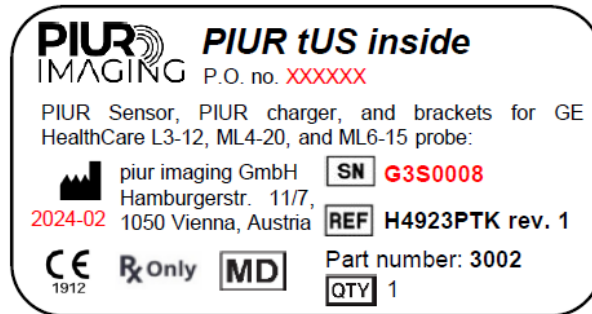 PIUR
IMAGING
PIUR tUS inside
P.O. no. XXXXXX
PIUR Sensor, PIUR charger, and brackets for GE
HealthCare L3-12, ML4-20, and ML6-15 probe:
piur imaging GmbH
Hamburgerstr. 11/7,
1050 Vienna, Austria
2024-02
SN G3S0008
REF H4923PTK rev. 1
CE
1912
Rx Only
MD
Part number: 3002
QTY 1